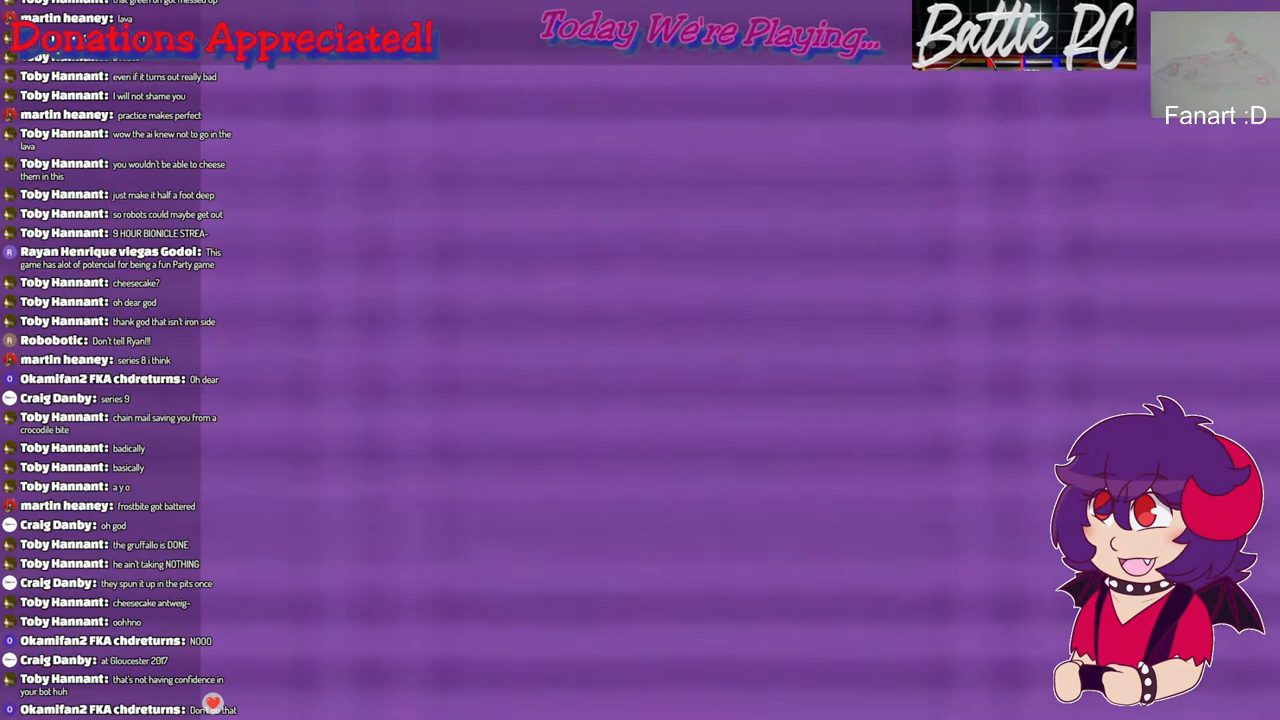 that green on got messed up
martin heaney: lava
Donations Appreciated!
Today We're Playing...
Battle RC
Fanart :D
Toby Hannant: even if it turns out really bad
Toby Hannant: I will not shame you
martin heaney: practice makes perfect
Toby Hannant: wow the ai knew not to go in the
lava
Toby Hannant: you wouldn't be able to cheese
them in this
Toby Hannant: just make it half a foot deep
Toby Hannant: so robots could maybe get out
Toby Hannant: 9 HOUR BIONICLE STREA-
R Rayan Henrique viegas Godoi: This
game has alot of potencial for being a fun Party game
Toby Hannant: cheesecake?
Toby Hannant: oh dear god
Toby Hannant: thank god that isn't iron side
R Robobotic: Don't tell Ryan!!!
martin heaney: series 8 i think
O Okamifan2 FKA chdreturns: Oh dear
Craig Danby: series 9
Toby Hannant: chain mail saving you from a
crocodile bite
Toby Hannant: badically
Toby Hannant: basically
Toby Hannant: a y o
martin heaney: frostbite got battered
Craig Danby: oh god
Toby Hannant: the gruffallo is DONE
Toby Hannant: he ain't taking NOTHING
Craig Danby: they spun it up in the pits once
Toby Hannant: cheesecake antweig-
Toby Hannant: oohhno
O Okamifan2 FKA chdreturns: NOOO
Craig Danby: at Gloucester 2017
Toby Hannant: that's not having confidence in
your bot huh
O Okamifan2 FKA chdreturns: Don't do that